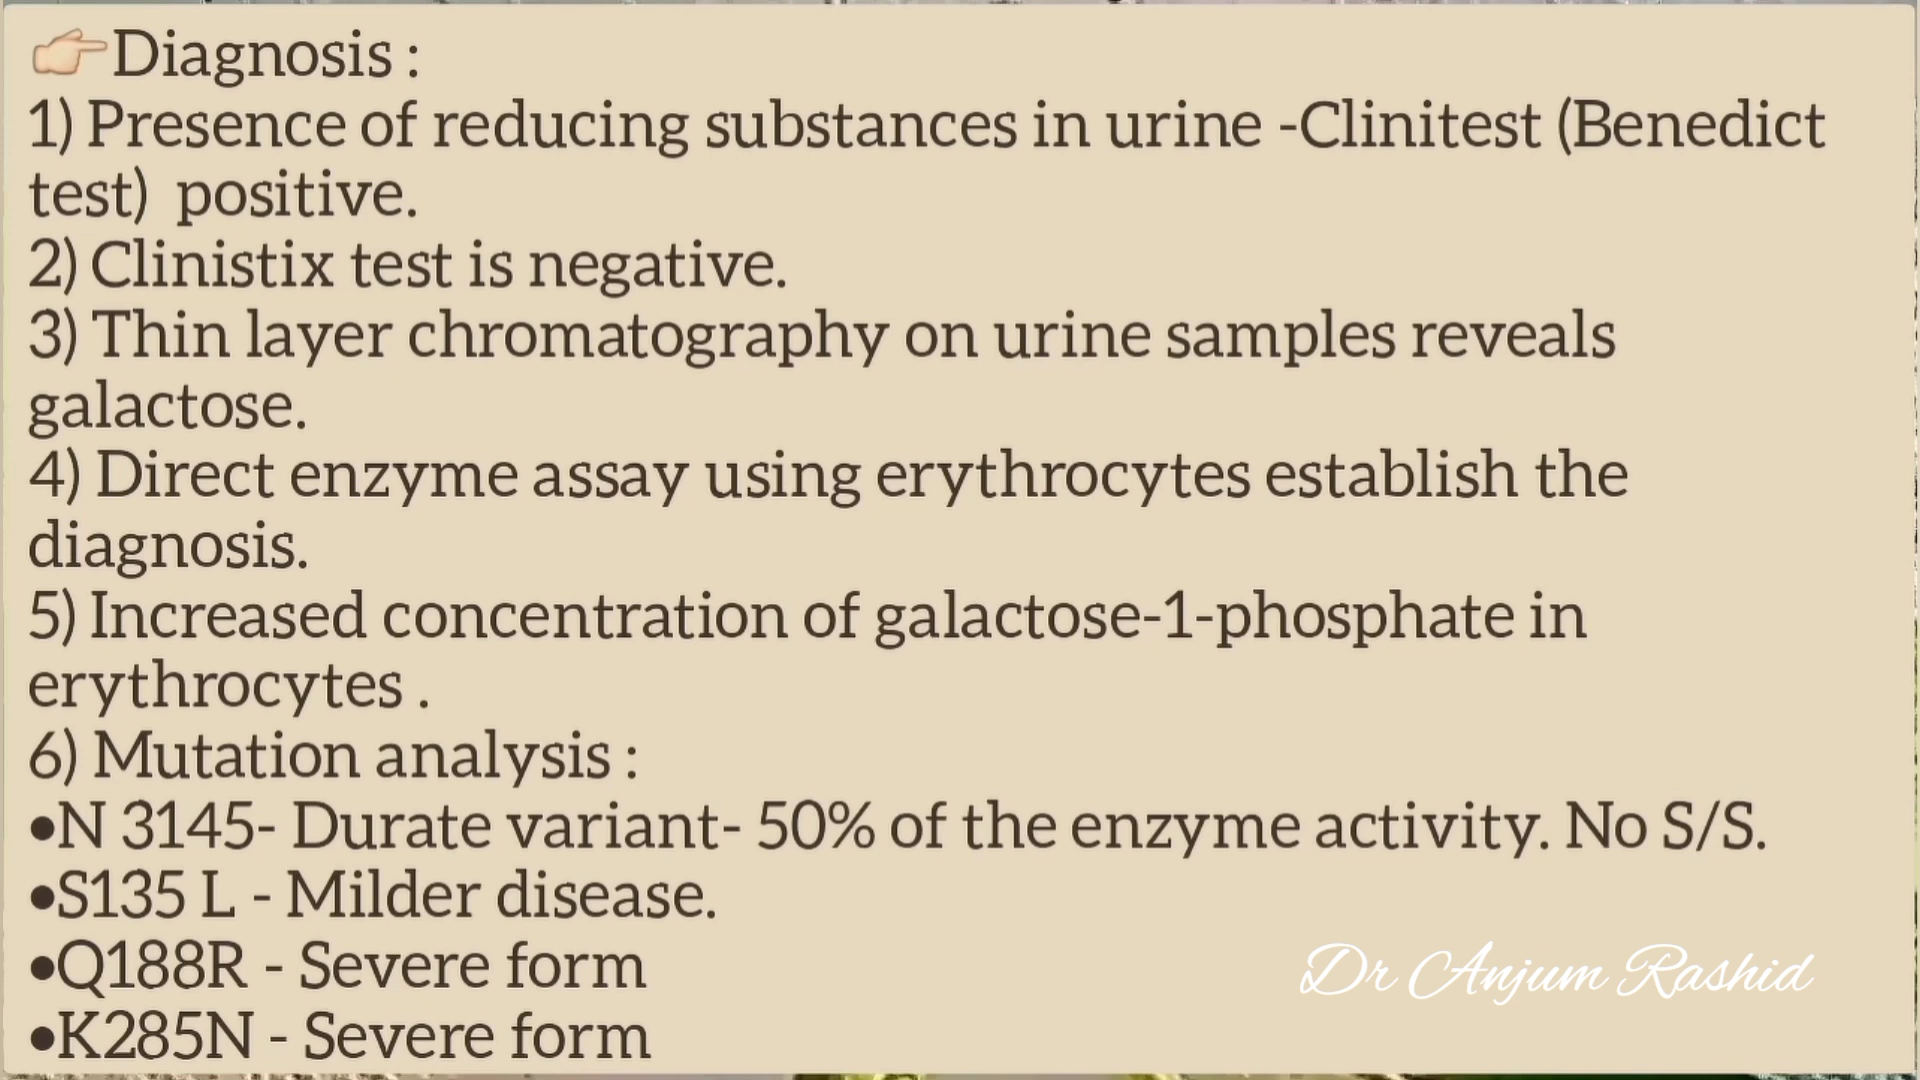 👉Diagnosis :
1) Presence of reducing substances in urine -Clinitest (Benedict
test)  positive.
2) Clinistix test is negative.
3) Thin layer chromatography on urine samples reveals
galactose.
4) Direct enzyme assay using erythrocytes establish the
diagnosis.
5) Increased concentration of galactose-1-phosphate in
erythrocytes .
6) Mutation analysis :
•N 3145- Durate variant- 50% of the enzyme activity. No S/S.
•S135 L - Milder disease.
•Q188R - Severe form
•K285N - Severe form
Dr Anjum Rashid